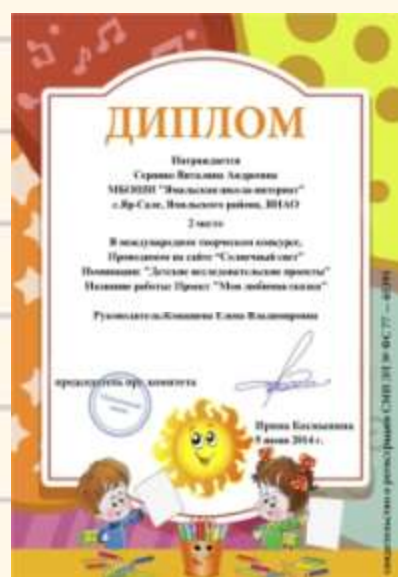 ДИПЛОМ
Награждается
Виталина Андреевна
МБОШИ "Ямальская школа-интернат"
с.Яр-Сале, Ямальского района, ЯНАО
2 место
В международном творческом конкурсе,
Проводимом на сайте "Солнечный свет"
Номинация: "Детские исследовательские проекты"
Название работы: Проект "Моя любимая сказка"
Руководитель: Елена Владимировна
председатель орг. комитета
Ирина Космынина
2014 г.
свидетельство о регистрации СМИ ЭЛ № ФС 77 —